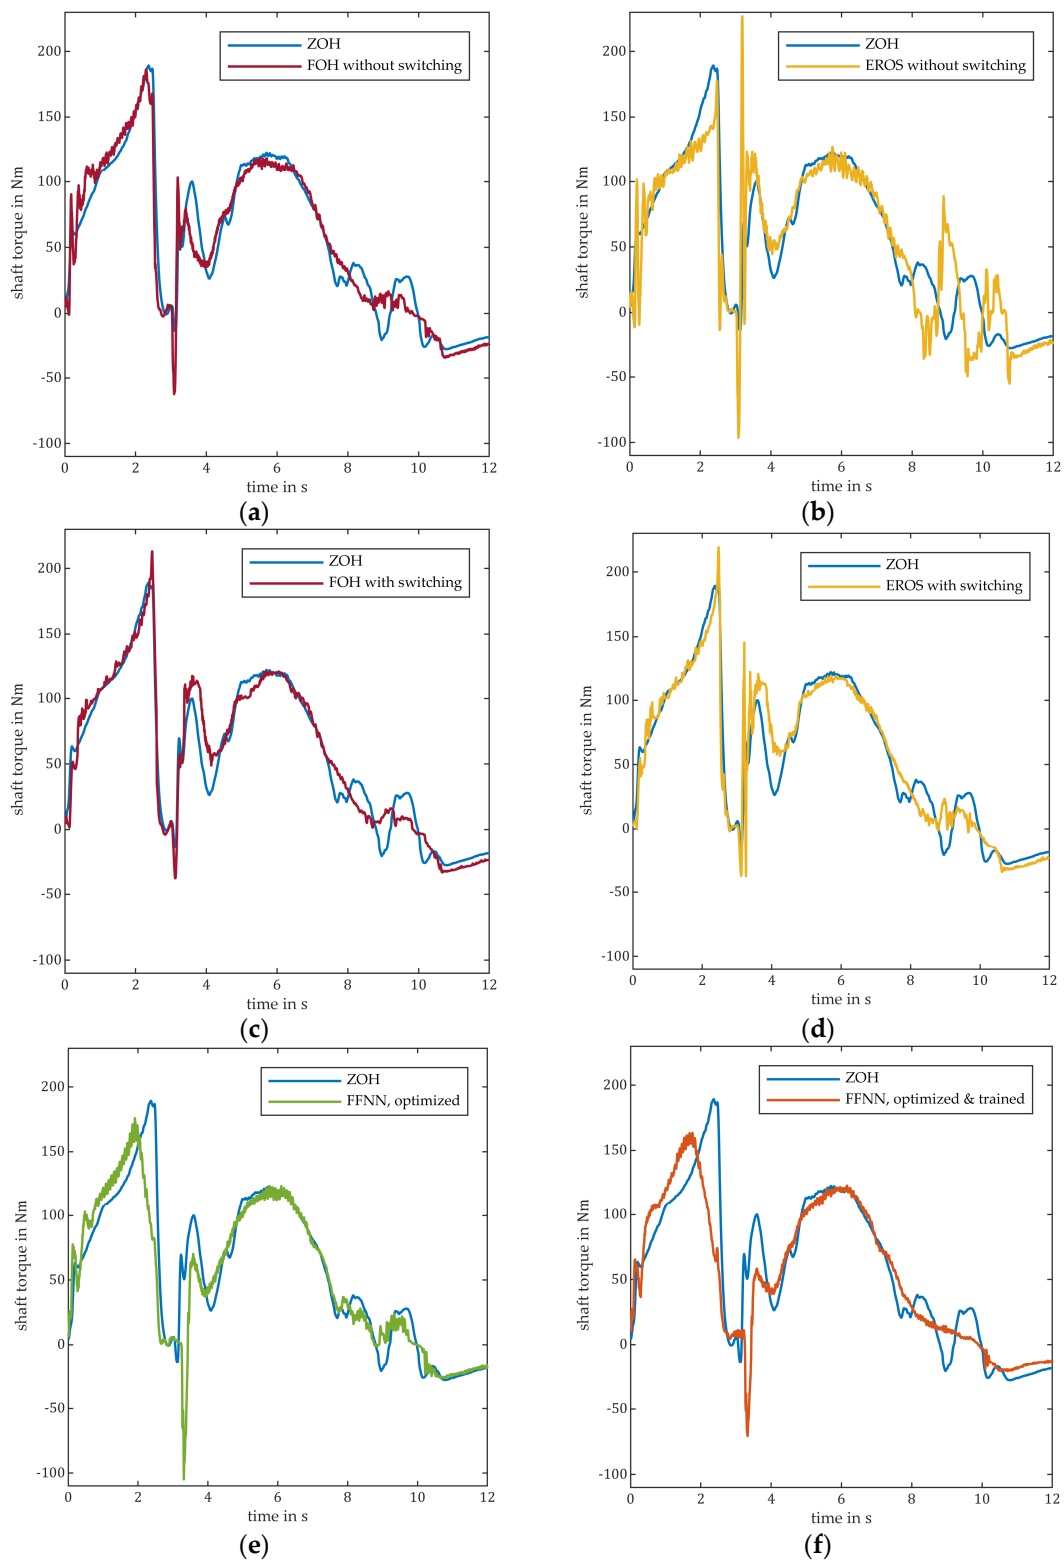 ZOH
FOH without switching
shaft torque in Nm
200
150
100
50
0
-50
-100
0 2 4 6 8 10 12
time in s
(a)
ZOH
EROS without switching
shaft torque in Nm
200
150
100
50
0
-50
-100
0 2 4 6 8 10 12
time in s
(b)
ZOH
FOH with switching
shaft torque in Nm
200
150
100
50
0
-50
-100
0 2 4 6 8 10 12
time in s
(c)
ZOH
EROS with switching
shaft torque in Nm
200
150
100
50
0
-50
-100
0 2 4 6 8 10 12
time in s
(d)
ZOH
FFNN, optimized
shaft torque in Nm
200
150
100
50
0
-50
-100
0 2 4 6 8 10 12
time in s
(e)
ZOH
FFNN, optimized & trained
shaft torque in Nm
200
150
100
50
0
-50
-100
0 2 4 6 8 10 12
time in s
(f)